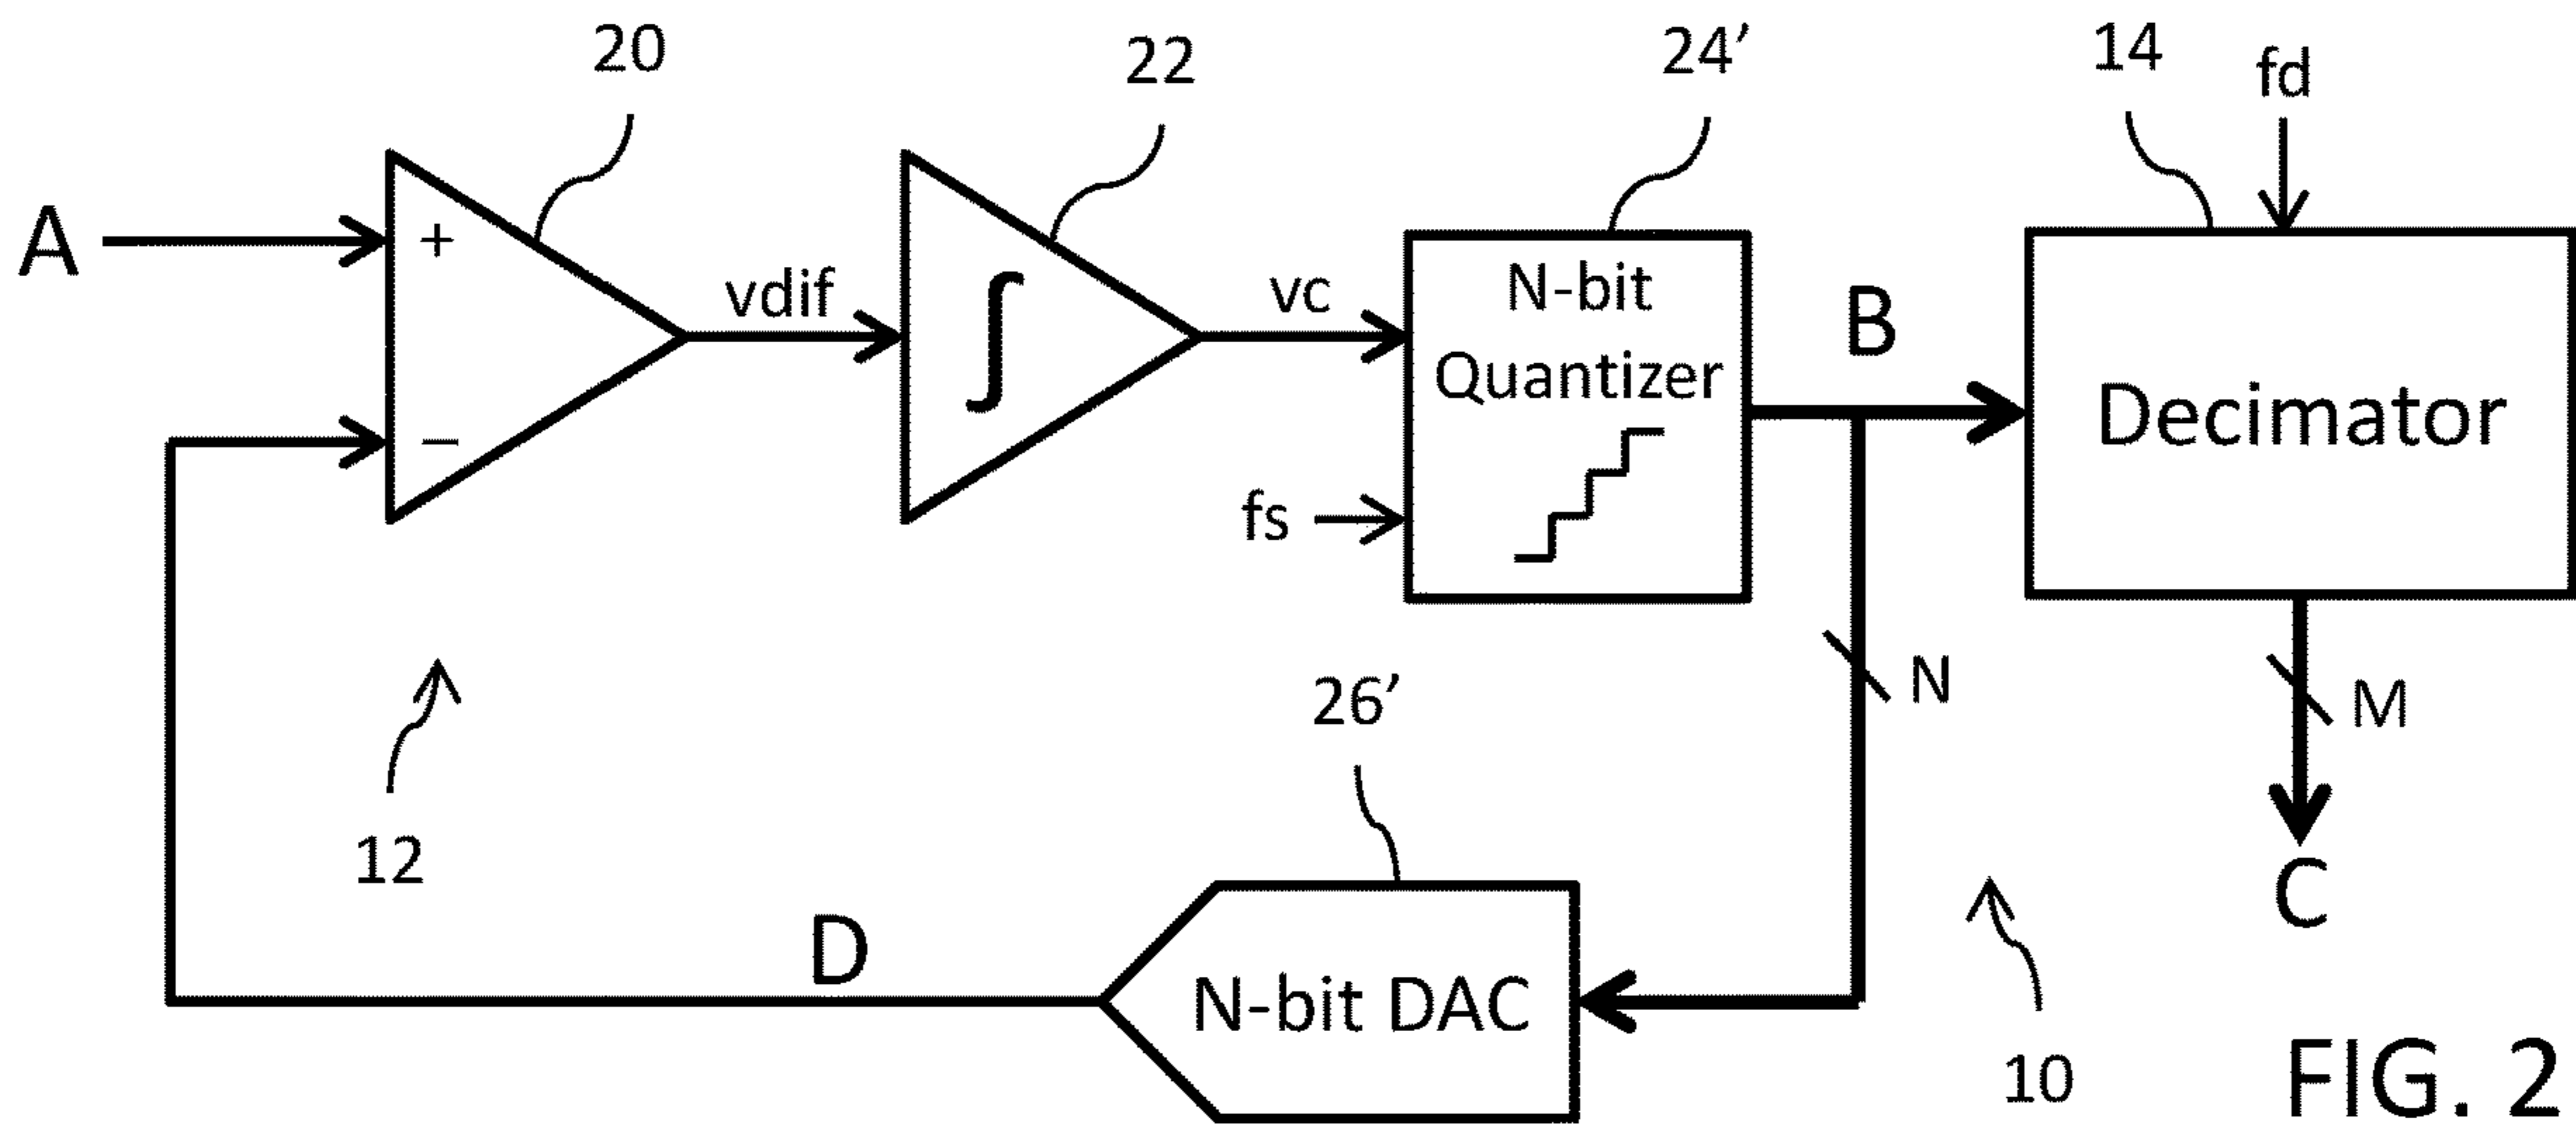 20
22
24’
14
fd
A
+
−
vdif
∫
vc
N-bit
Quantizer
fs
B
Decimator
N
M
12
26’
C
D
N-bit DAC
10
FIG. 2